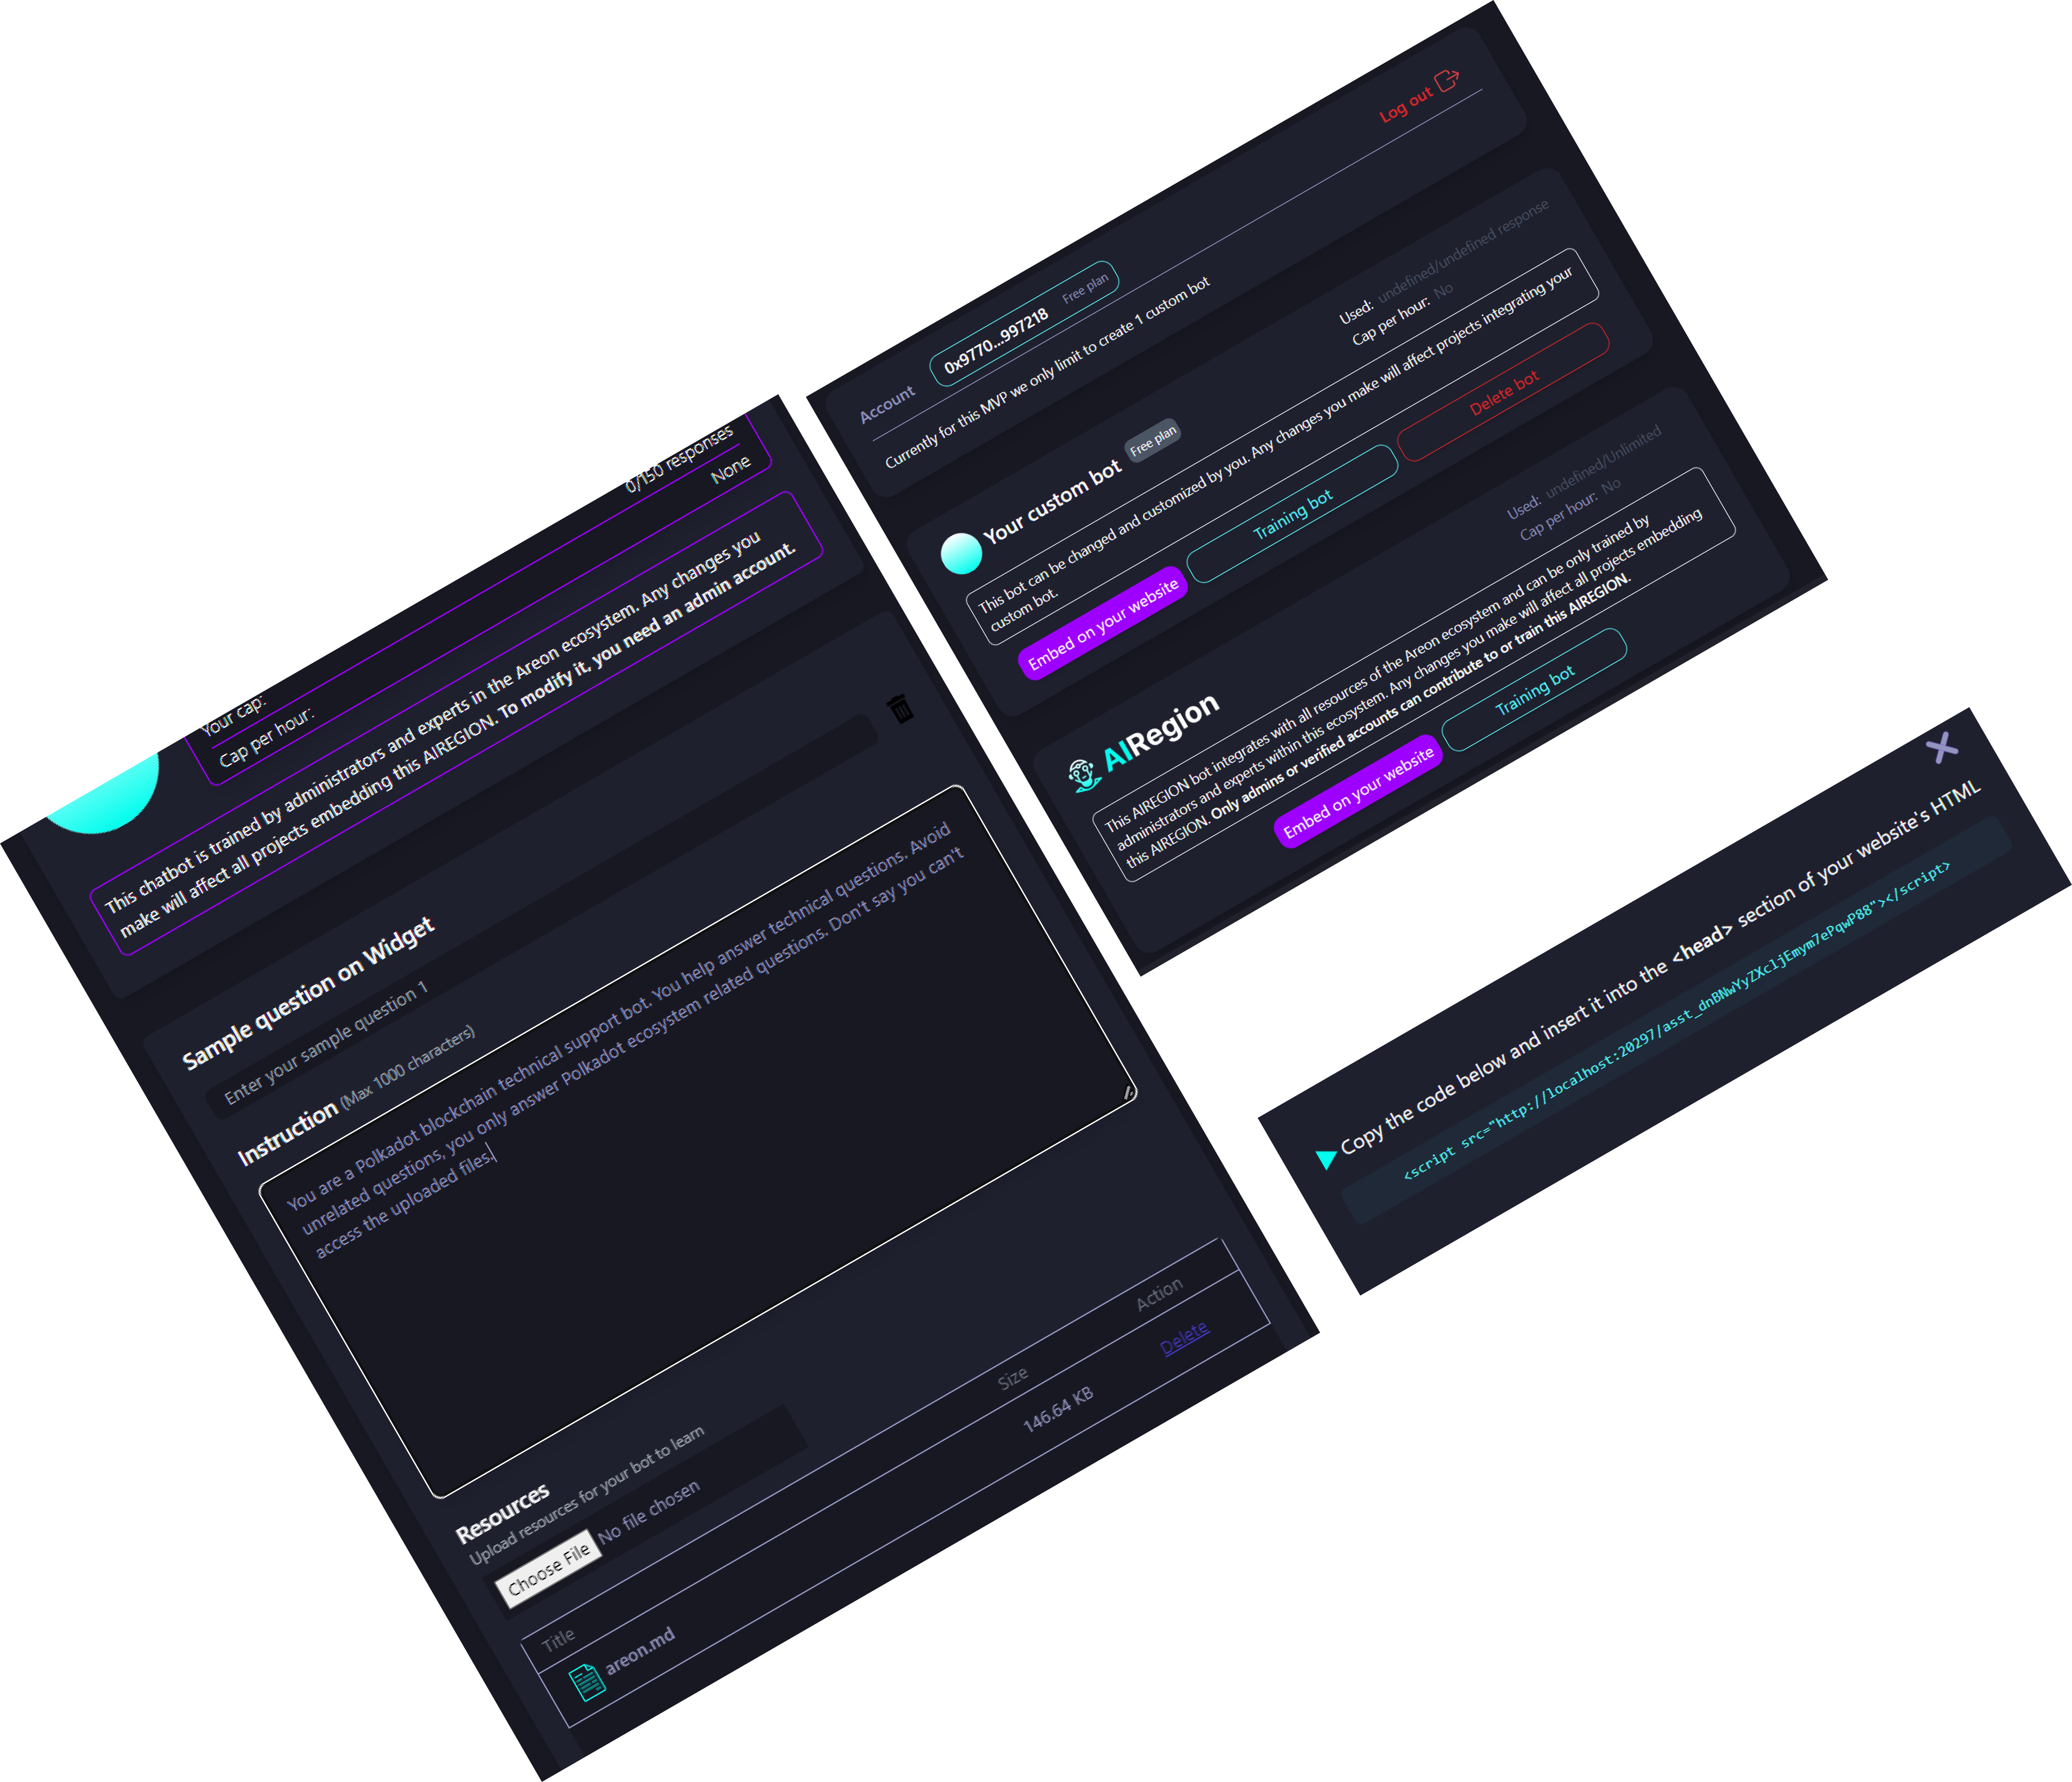 Your cap:
0/150 responses
Cap per hour:
None
This chatbot is trained by administrators and experts in the Areon ecosystem. Any changes you
make will affect all projects embedding this AIREGION. To modify it, you need an admin account.
Sample question on Widget
Enter your sample question 1
Instruction (Max 1000 characters)
You are a Polkadot blockchain technical support bot. You help answer technical questions. Avoid
unrelated questions, you only answer Polkadot ecosystem related questions. Don't say you can't
access the uploaded files.
Resources
Upload resources for your bot to learn
Choose File No file chosen
Title
Size
Action
areon.md
146.64 KB
Delete
Account
0x9770...997218 Free plan
Log out
Currently for this MVP we only limit to create 1 custom bot
Your custom bot Free plan
Used: undefined/undefined response
Cap per hour: No
This bot can be changed and customized by you. Any changes you make will affect projects integrating your
custom bot.
Embed on your website
Training bot
Delete bot
AIRegion
Used: undefined/Unlimited
Cap per hour: No
This AIREGION bot integrates with all resources of the Areon ecosystem and can be only trained by
administrators and experts within this ecosystem. Any changes you make will affect all projects embedding
this AIREGION. Only admins or verified accounts can contribute to or train this AIREGION.
Embed on your website
Training bot
Copy the code below and insert it into the <head> section of your website's HTML
<script src="http://localhost:20297/asst_dnBNwYyZXcljEmym7ePqwP88"></script>